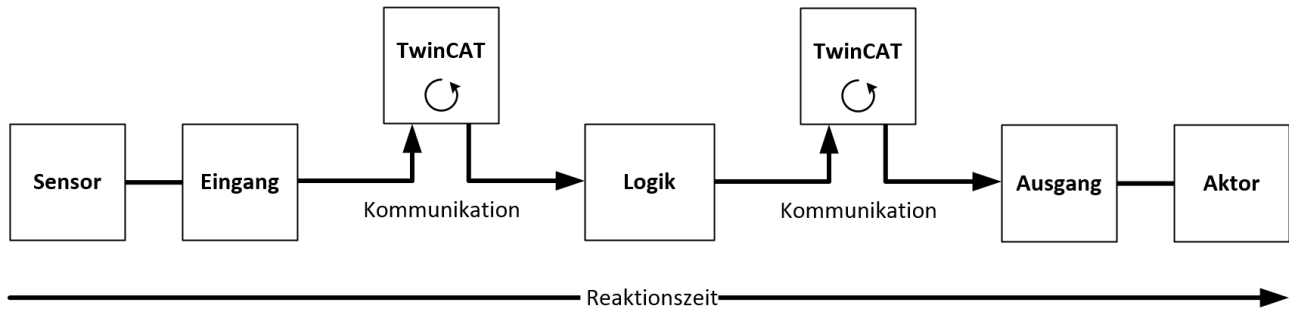 TwinCAT
TwinCAT
Sensor
Eingang
Logik
Ausgang
Aktor
Kommunikation
Kommunikation
Reaktionszeit